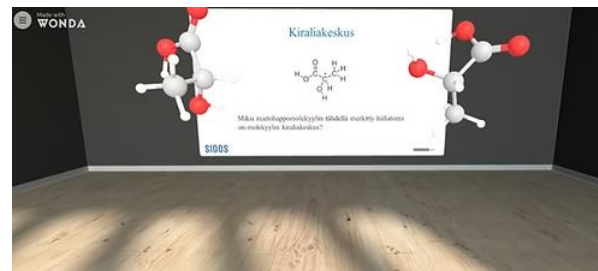 Made with
WONDA
Kiraliakeskus
O
H
H
H
C
C
H
O
C
H
O
H
H
Miksi maitohappomolekyylin tähdellä merkitty hiiliatomi
on molekyylin kiraliakeskus?
SIDOS